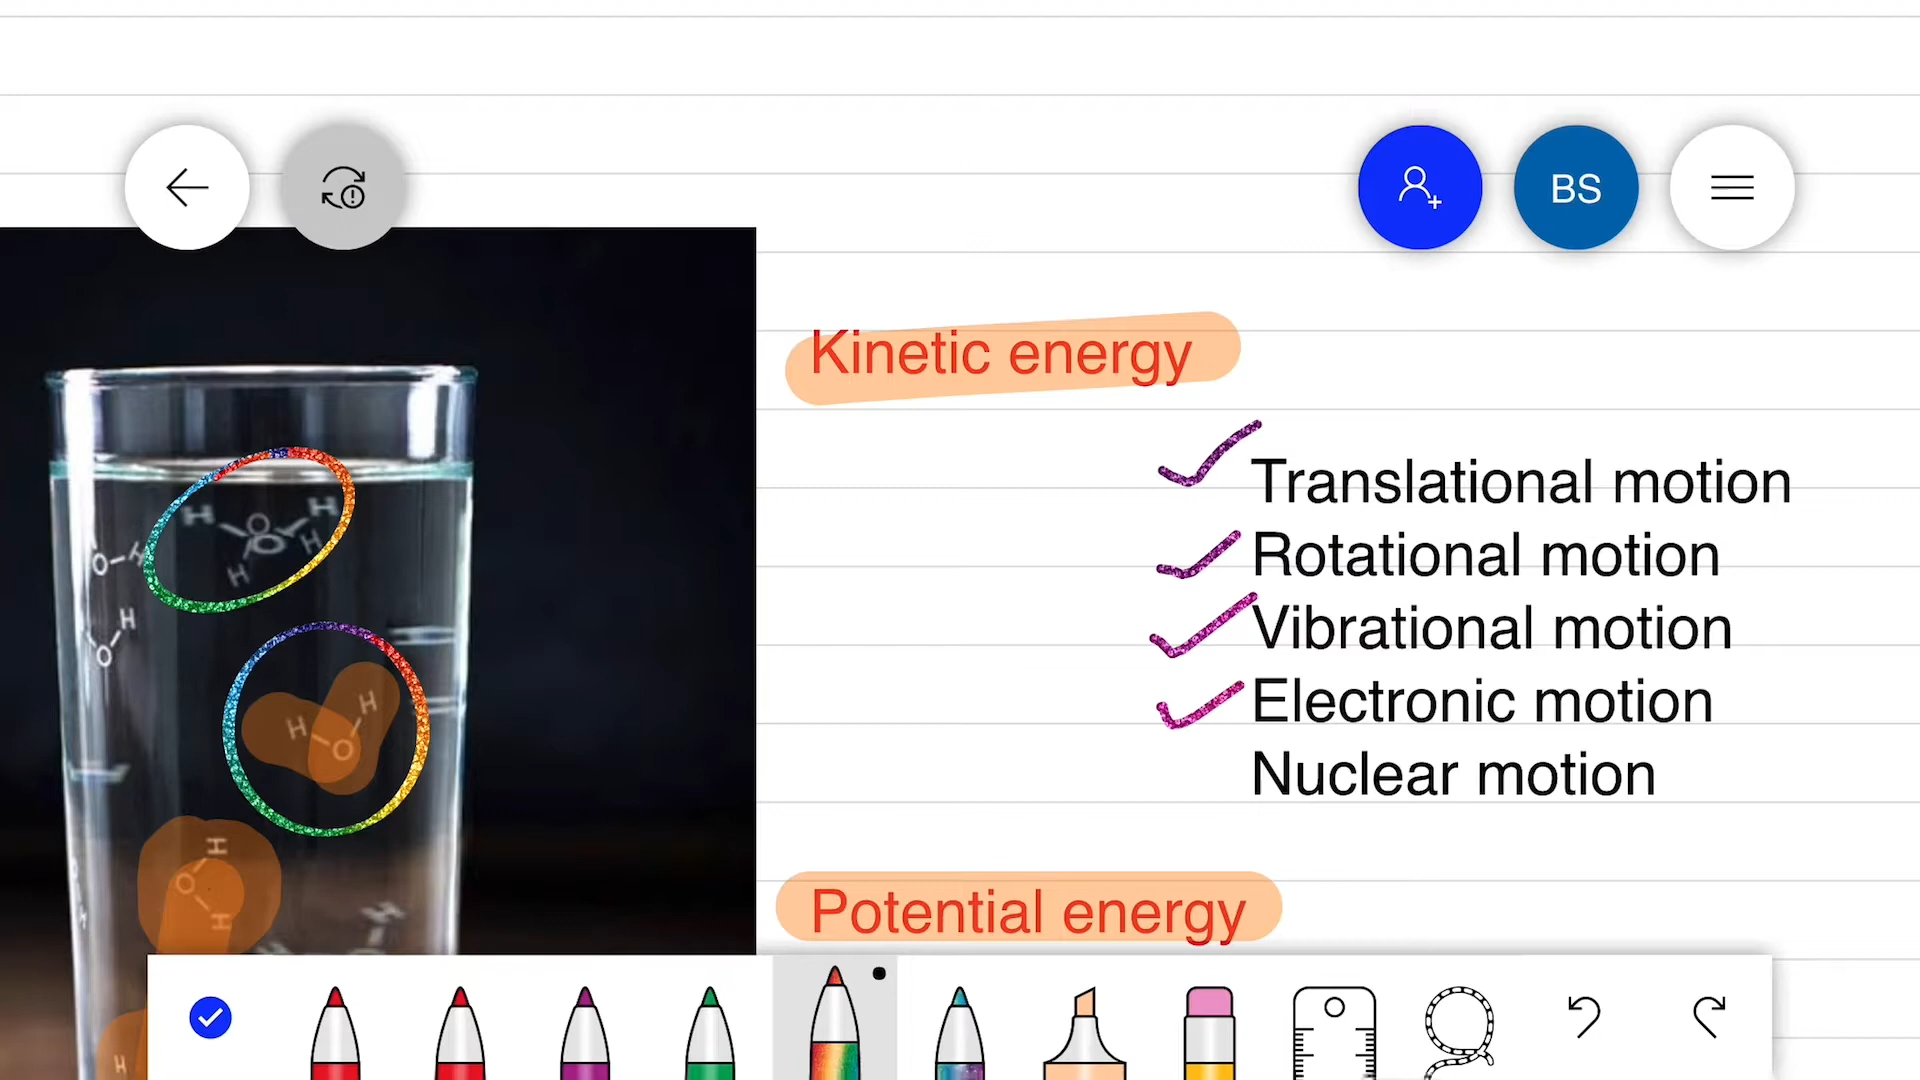 BS
Kinetic energy
Translational motion
Rotational motion
Vibrational motion
Electronic motion
Nuclear motion
Potential energy
H O H
H O H
O-H
H
O
H
H O
H
O
H
H
H